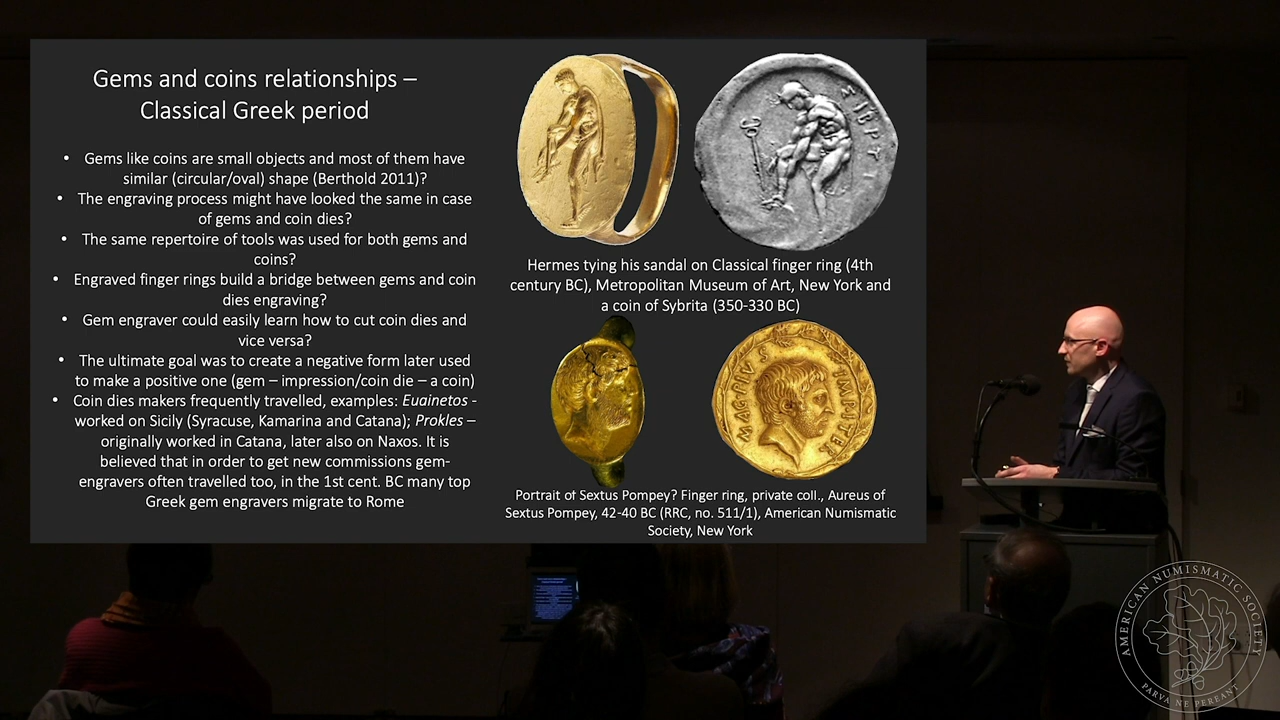 Gems and coins relationships –
Classical Greek period
• Gems like coins are small objects and most of them have
similar (circular/oval) shape (Berthold 2011)?
• The engraving process might have looked the same in case
of gems and coin dies?
• The same repertoire of tools was used for both gems and
coins?
• Engraved finger rings build a bridge between gems and coin
dies engraving?
• Gem engraver could easily learn how to cut coin dies and
vice versa?
• The ultimate goal was to create a negative form later used
to make a positive one (gem – impression/coin die – a coin)
• Coin dies makers frequently travelled, examples: Euainetos -
worked on Sicily (Syracuse, Kamarina and Catana); Prokles –
originally worked in Catana, later also on Naxos. It is
believed that in order to get new commissions gem-
engravers often travelled too, in the 1st cent. BC many top
Greek gem engravers migrate to Rome
ΣΙΒΡΤΙ
Hermes tying his sandal on Classical finger ring (4th
century BC), Metropolitan Museum of Art, New York and
a coin of Sybrita (350-330 BC)
MAG PIVS IMP ITER
Portrait of Sextus Pompey? Finger ring, private coll., Aureus of
Sextus Pompey, 42-40 BC (RRC, no. 511/1), American Numismatic
Society, New York
AMERICAN NUMISMATIC SOCIETY
PARVA NE PEREANT